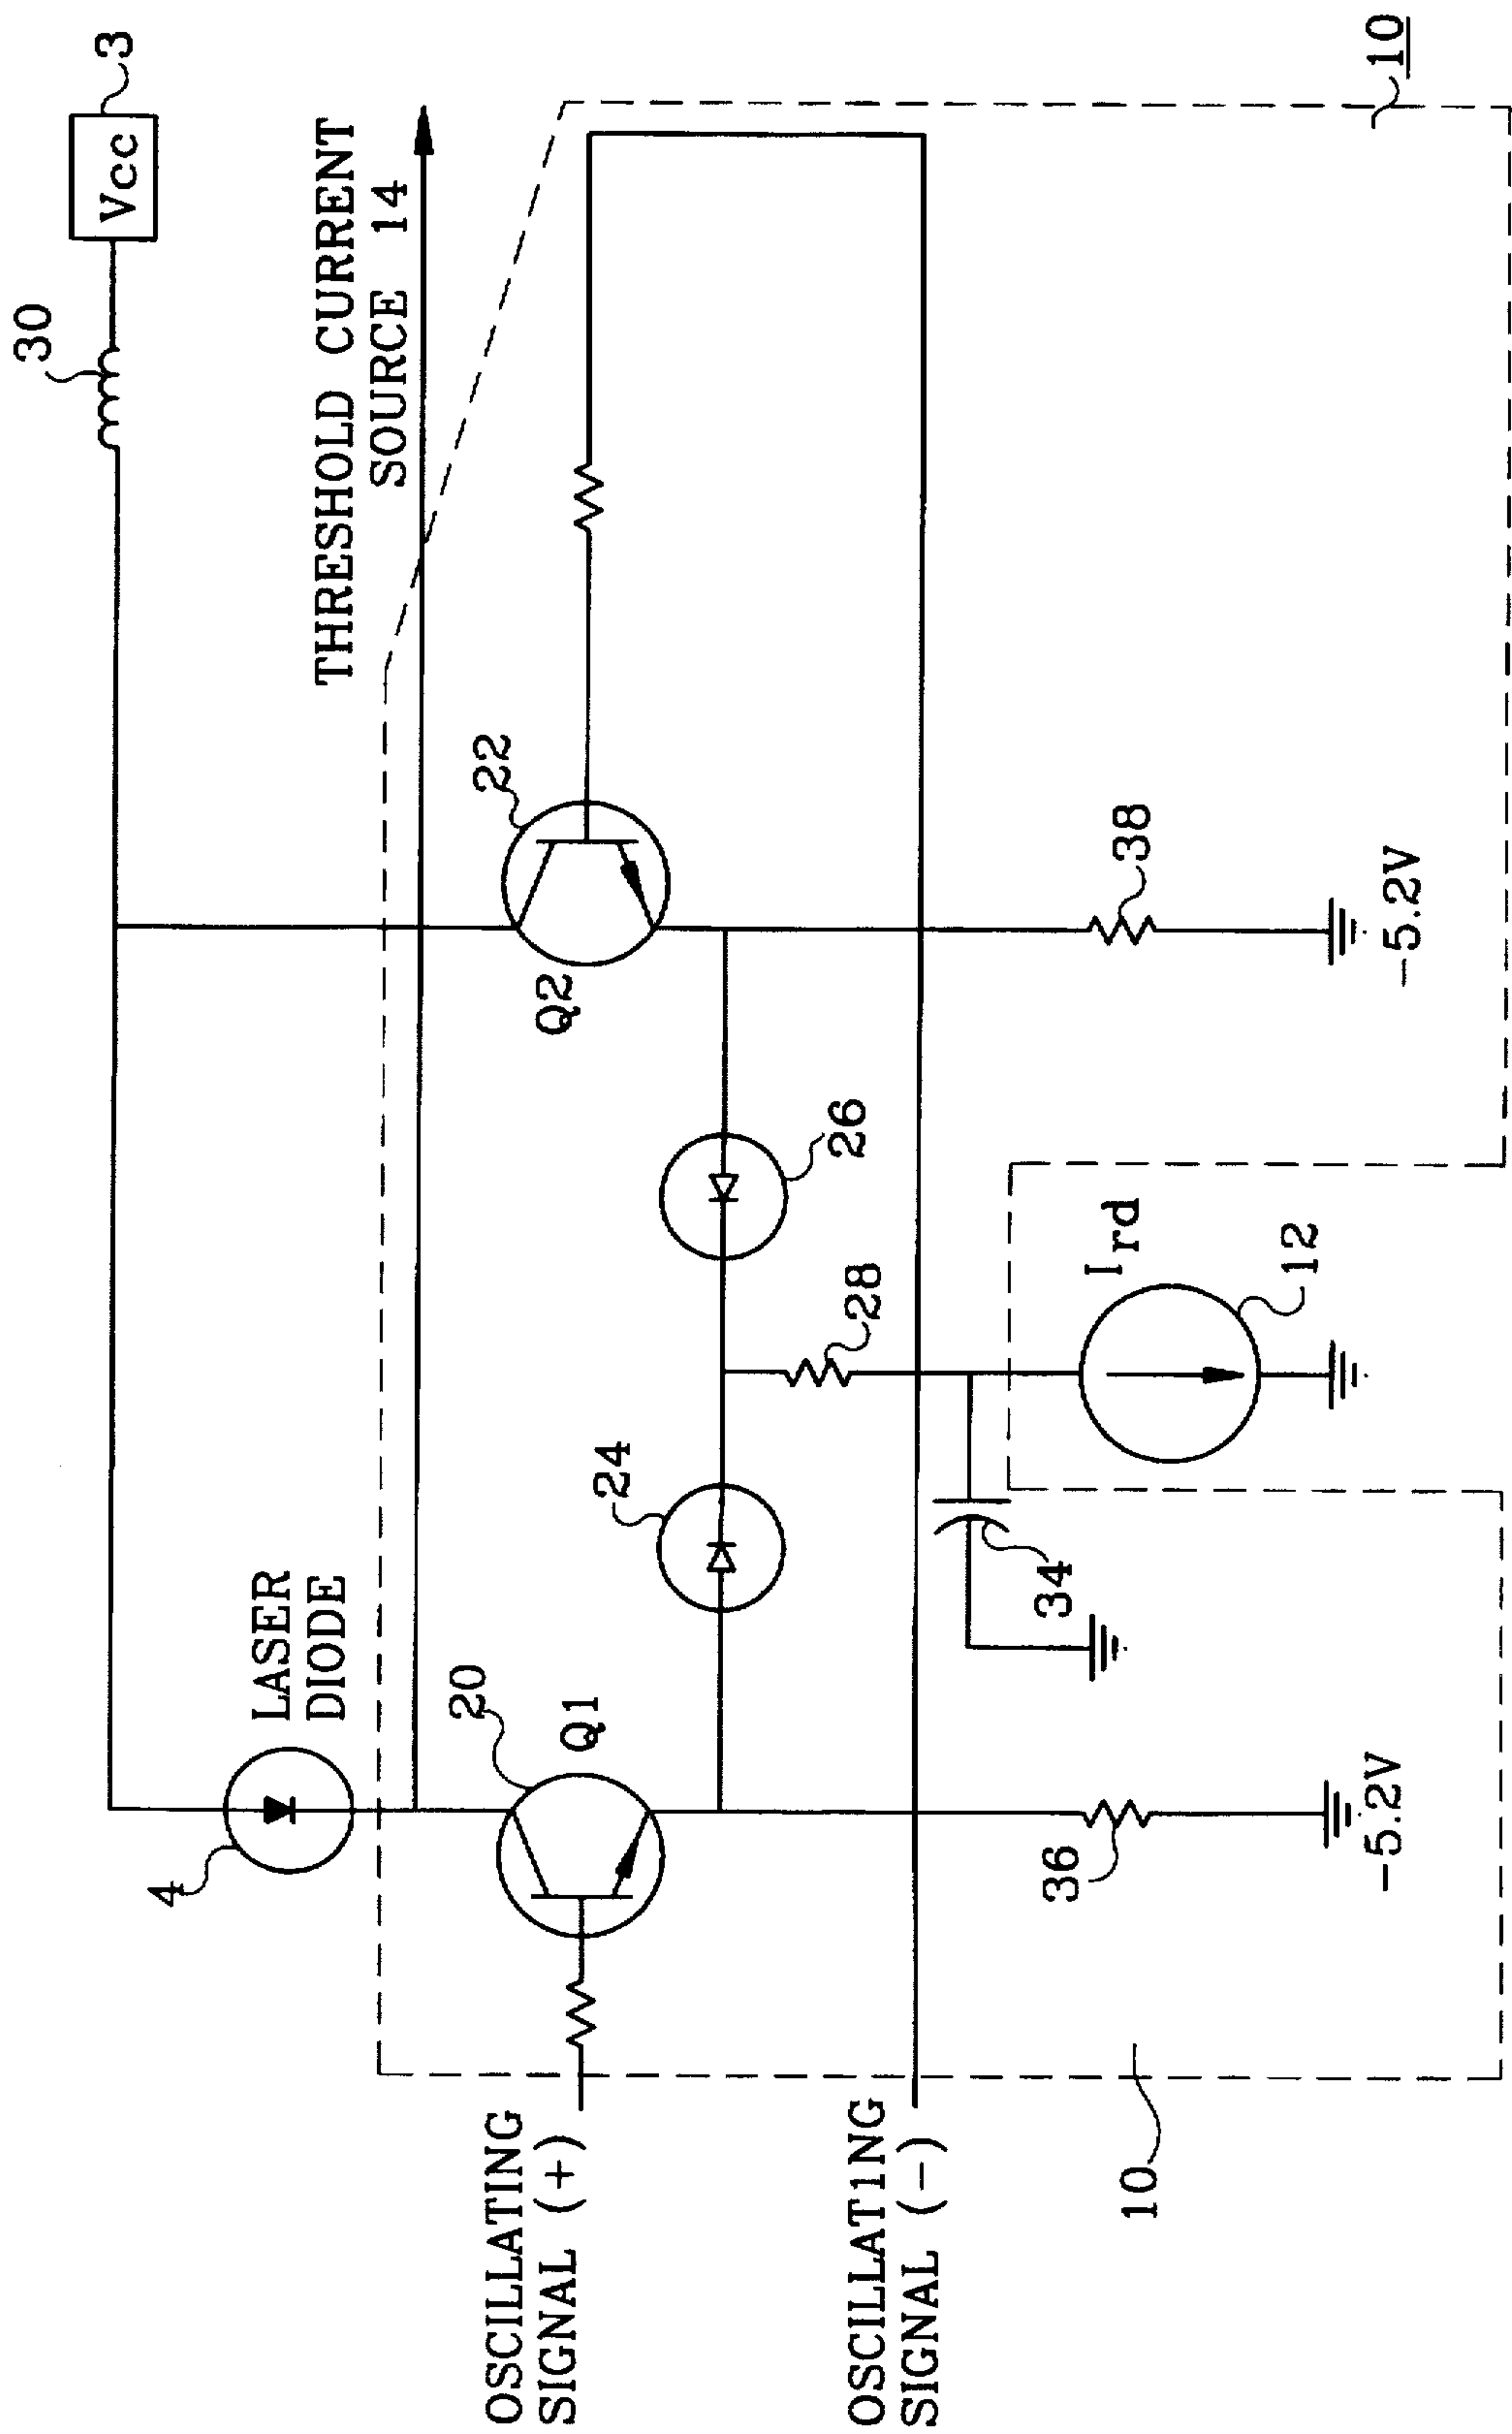 30
3
Vcc
4
LASER
DIODE
THRESHOLD CURRENT
SOURCE 14
20
22
OSCILLATING
SIGNAL (+)
Q1
Q2
24
26
28
OSCILLAT1NG
SIGNAL (-)
34
36
Ird
38
10
12
-5.2V
-5.2V
10